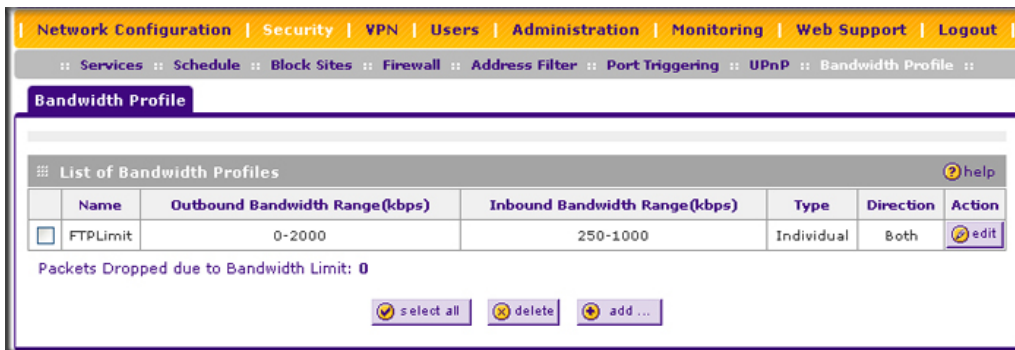 | Network Configuration | Security | VPN | Users | Administration | Monitoring | Web Support | Logout |
:: Services :: Schedule :: Block Sites :: Firewall :: Address Filter :: Port Triggering :: UPnP :: Bandwidth Profile ::
Bandwidth Profile
List of Bandwidth Profiles
help
Name Outbound Bandwidth Range(kbps) Inbound Bandwidth Range(kbps) Type Direction Action
FTPLimit 0-2000 250-1000 Individual Both edit
Packets Dropped due to Bandwidth Limit: 0
select all delete add ...